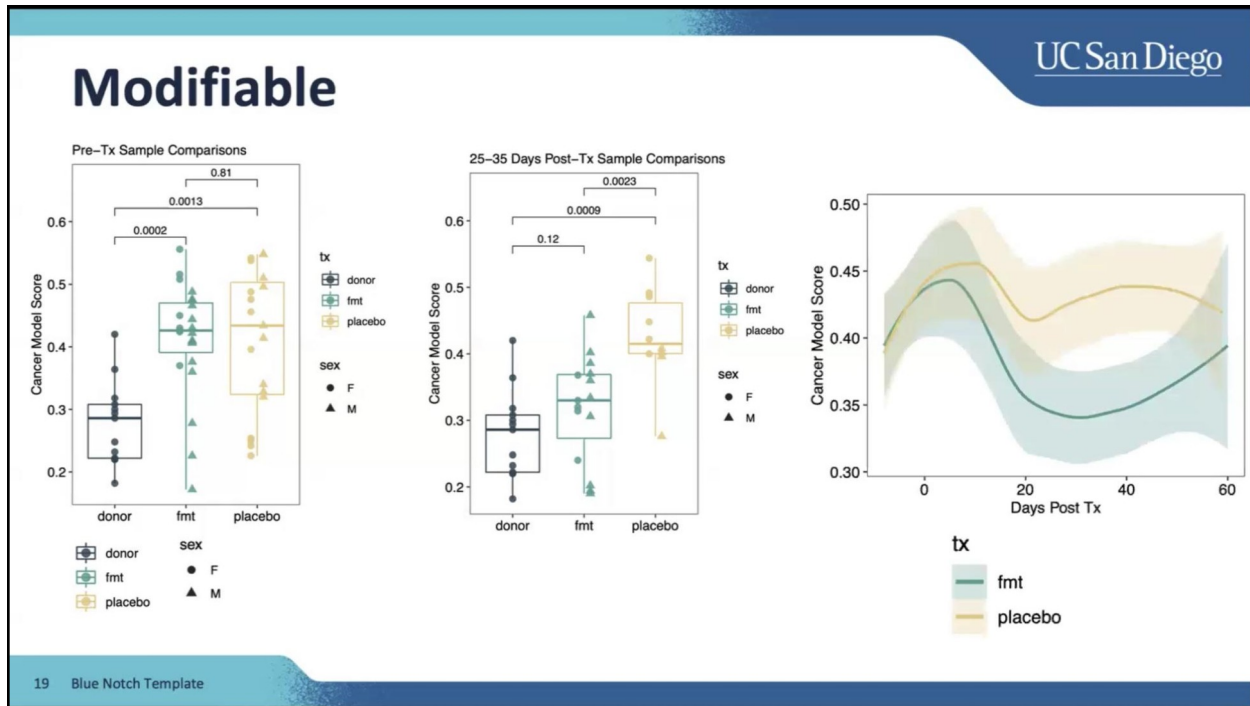 UC San Diego
Modifiable
Pre-Tx Sample Comparisons
0.81
0.0013
0.0002
0.6
0.5
0.4
0.3
0.2
Cancer Model Score
donor fmt placebo
tx
donor
fmt
placebo
sex
F
M
donor
fmt
placebo
sex
F
M
25-35 Days Post-Tx Sample Comparisons
0.0023
0.0009
0.12
0.6
0.5
0.4
0.3
0.2
Cancer Model Score
donor fmt placebo
tx
donor
fmt
placebo
sex
F
M
0.50
0.45
0.40
0.35
0.30
Cancer Model Score
0 20 40 60
Days Post Tx
tx
fmt
placebo
19 Blue Notch Template